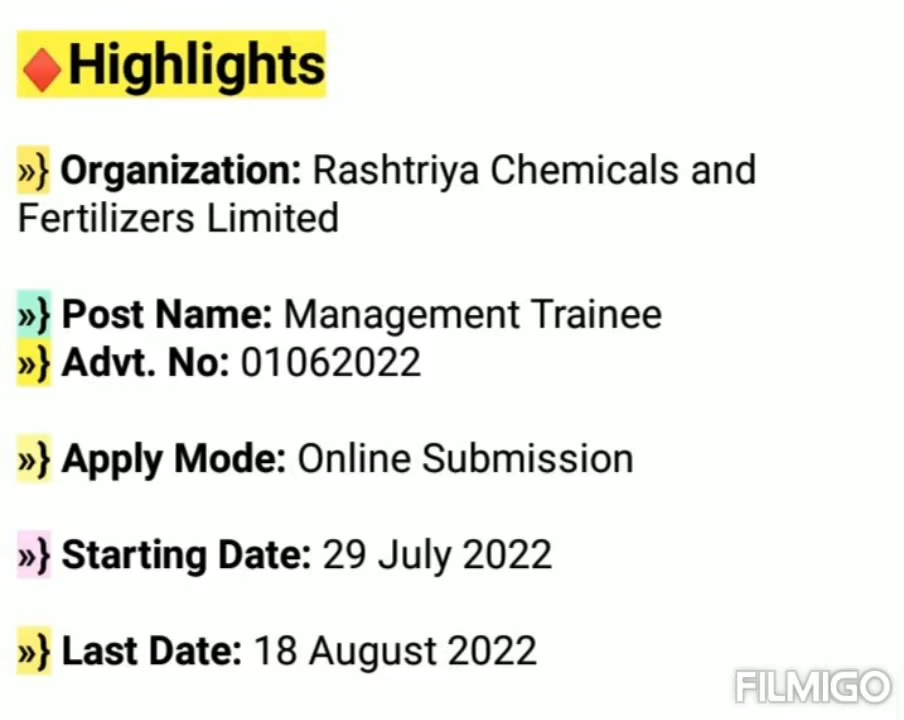 ♦Highlights
»} Organization: Rashtriya Chemicals and
Fertilizers Limited
»} Post Name: Management Trainee
»} Advt. No: 01062022
»} Apply Mode: Online Submission
»} Starting Date: 29 July 2022
»} Last Date: 18 August 2022
FILMIGO